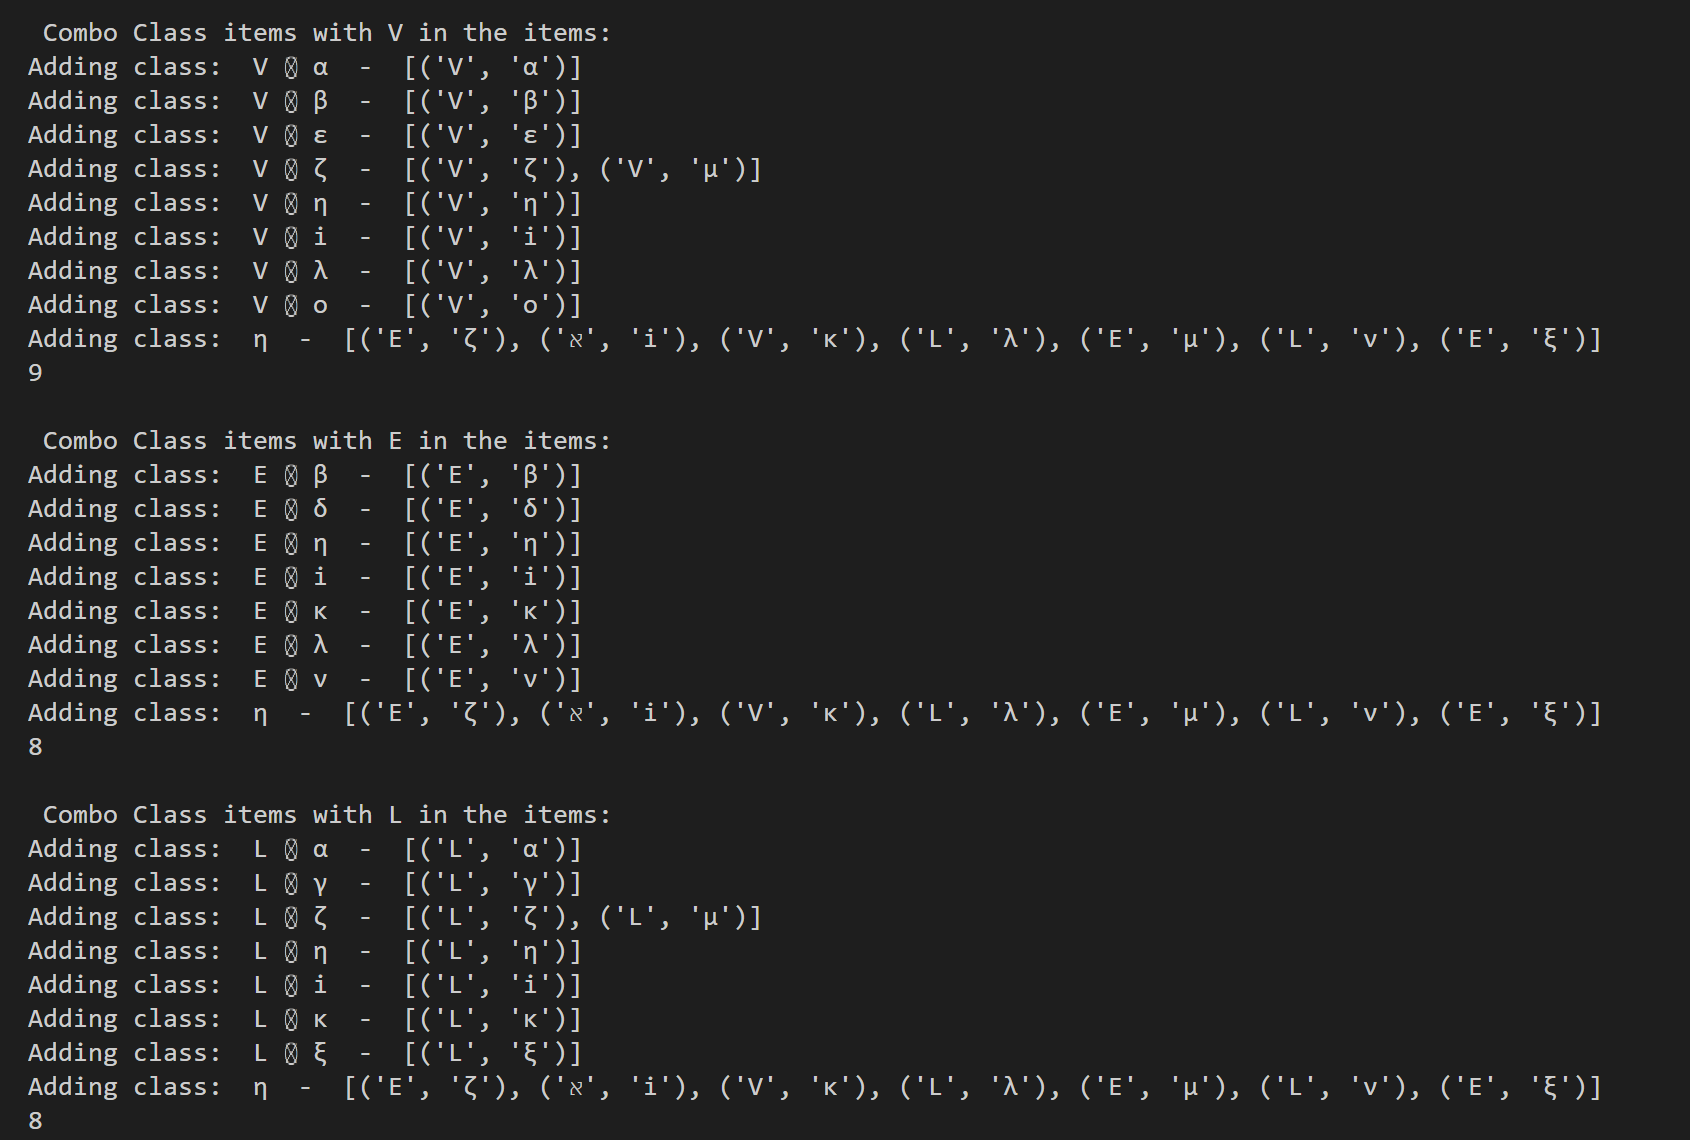 Combo Class items with V in the items:
Adding class:  V  α  -  [('V', 'α')]
Adding class:  V  β  -  [('V', 'β')]
Adding class:  V  ε  -  [('V', 'ε')]
Adding class:  V  ζ  -  [('V', 'ζ'), ('V', 'μ')]
Adding class:  V  η  -  [('V', 'η')]
Adding class:  V  i  -  [('V', 'i')]
Adding class:  V  λ  -  [('V', 'λ')]
Adding class:  V  ο  -  [('V', 'ο')]
Adding class:  η  -  [('E', 'ζ'), ('א', 'i'), ('V', 'κ'), ('L', 'λ'), ('E', 'μ'), ('L', 'ν'), ('E', 'ξ')]
9
Combo Class items with E in the items:
Adding class:  E  β  -  [('E', 'β')]
Adding class:  E  δ  -  [('E', 'δ')]
Adding class:  E  η  -  [('E', 'η')]
Adding class:  E  i  -  [('E', 'i')]
Adding class:  E  κ  -  [('E', 'κ')]
Adding class:  E  λ  -  [('E', 'λ')]
Adding class:  E  ν  -  [('E', 'ν')]
Adding class:  η  -  [('E', 'ζ'), ('א', 'i'), ('V', 'κ'), ('L', 'λ'), ('E', 'μ'), ('L', 'ν'), ('E', 'ξ')]
8
Combo Class items with L in the items:
Adding class:  L  α  -  [('L', 'α')]
Adding class:  L  γ  -  [('L', 'γ')]
Adding class:  L  ζ  -  [('L', 'ζ'), ('L', 'μ')]
Adding class:  L  η  -  [('L', 'η')]
Adding class:  L  i  -  [('L', 'i')]
Adding class:  L  κ  -  [('L', 'κ')]
Adding class:  L  ξ  -  [('L', 'ξ')]
Adding class:  η  -  [('E', 'ζ'), ('א', 'i'), ('V', 'κ'), ('L', 'λ'), ('E', 'μ'), ('L', 'ν'), ('E', 'ξ')]
8